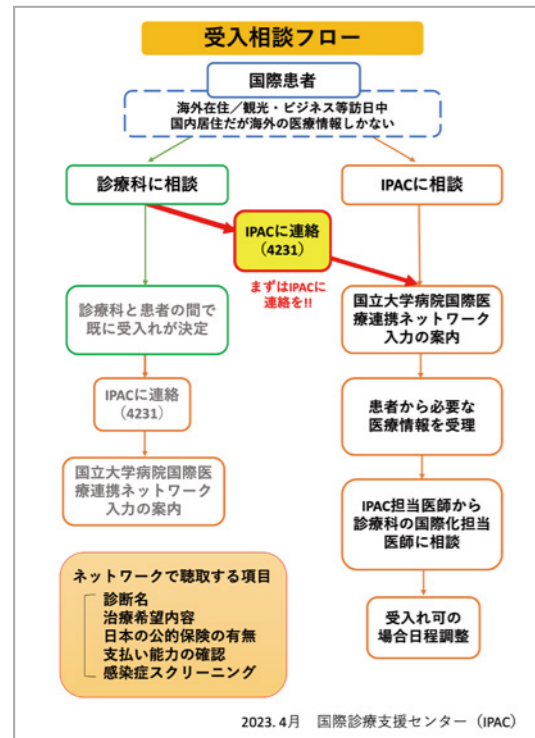 受入相談フロー
国際患者
海外在住／観光・ビジネス等訪日中
国内居住だが海外の医療情報しかない
診療科に相談
IPACに相談
IPACに連絡
（4231）
まずはIPACに
連絡を!!
診療科と患者の間で
既に受入れが決定
IPACに連絡
（4231）
国立大学病院国際医
療連携ネットワーク
入力の案内
国立大学病院国際医
療連携ネットワーク
入力の案内
患者から必要な
医療情報を受理
IPAC担当医師から
診療科の国際化担当
医師に相談
受入れ可の
場合日程調整
ネットワークで聴取する項目
診断名
治療希望内容
日本の公的保険の有無
支払い能力の確認
感染症スクリーニング
2023. 4月　国際診療支援センター（IPAC）